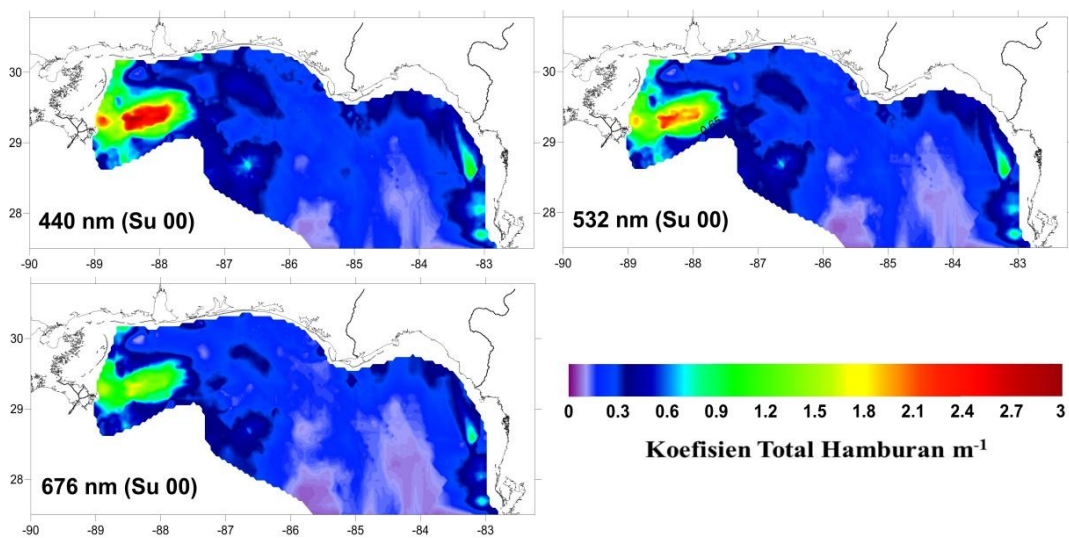 30
29
28
440 nm (Su 00)
-90 -89 -88 -87 -86 -85 -84 -83
30
29
28
0.65
532 nm (Su 00)
-90 -89 -88 -87 -86 -85 -84 -83
30
29
28
676 nm (Su 00)
-90 -89 -88 -87 -86 -85 -84 -83
0 0.3 0.6 0.9 1.2 1.5 1.8 2.1 2.4 2.7 3
Koefisien Total Hamburan m⁻¹